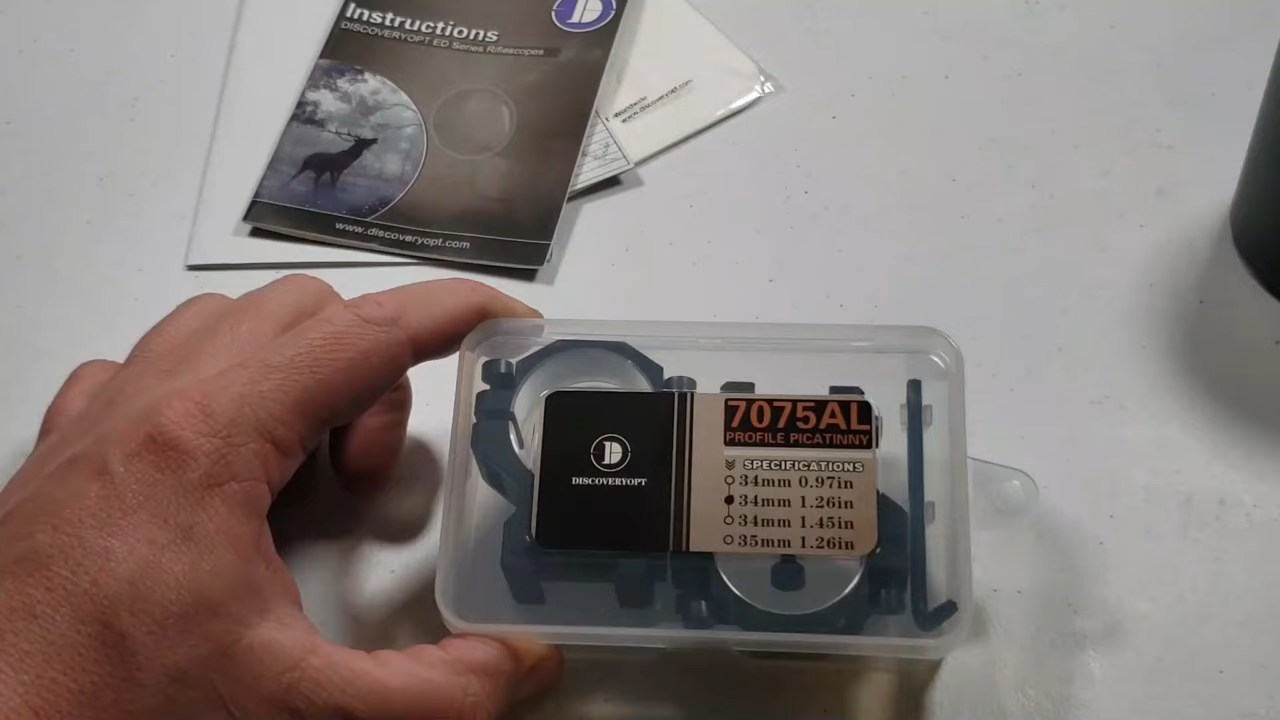 Instructions
DISCOVERYOPT ED Series Riflescopes
www.discoveryopt.com
Worldwide:
www.discoveryopt.com
DISCOVERYOPT
7075AL
PROFILE PICATINNY
SPECIFICATIONS
34mm 0.97in
34mm 1.26in
34mm 1.45in
35mm 1.26in